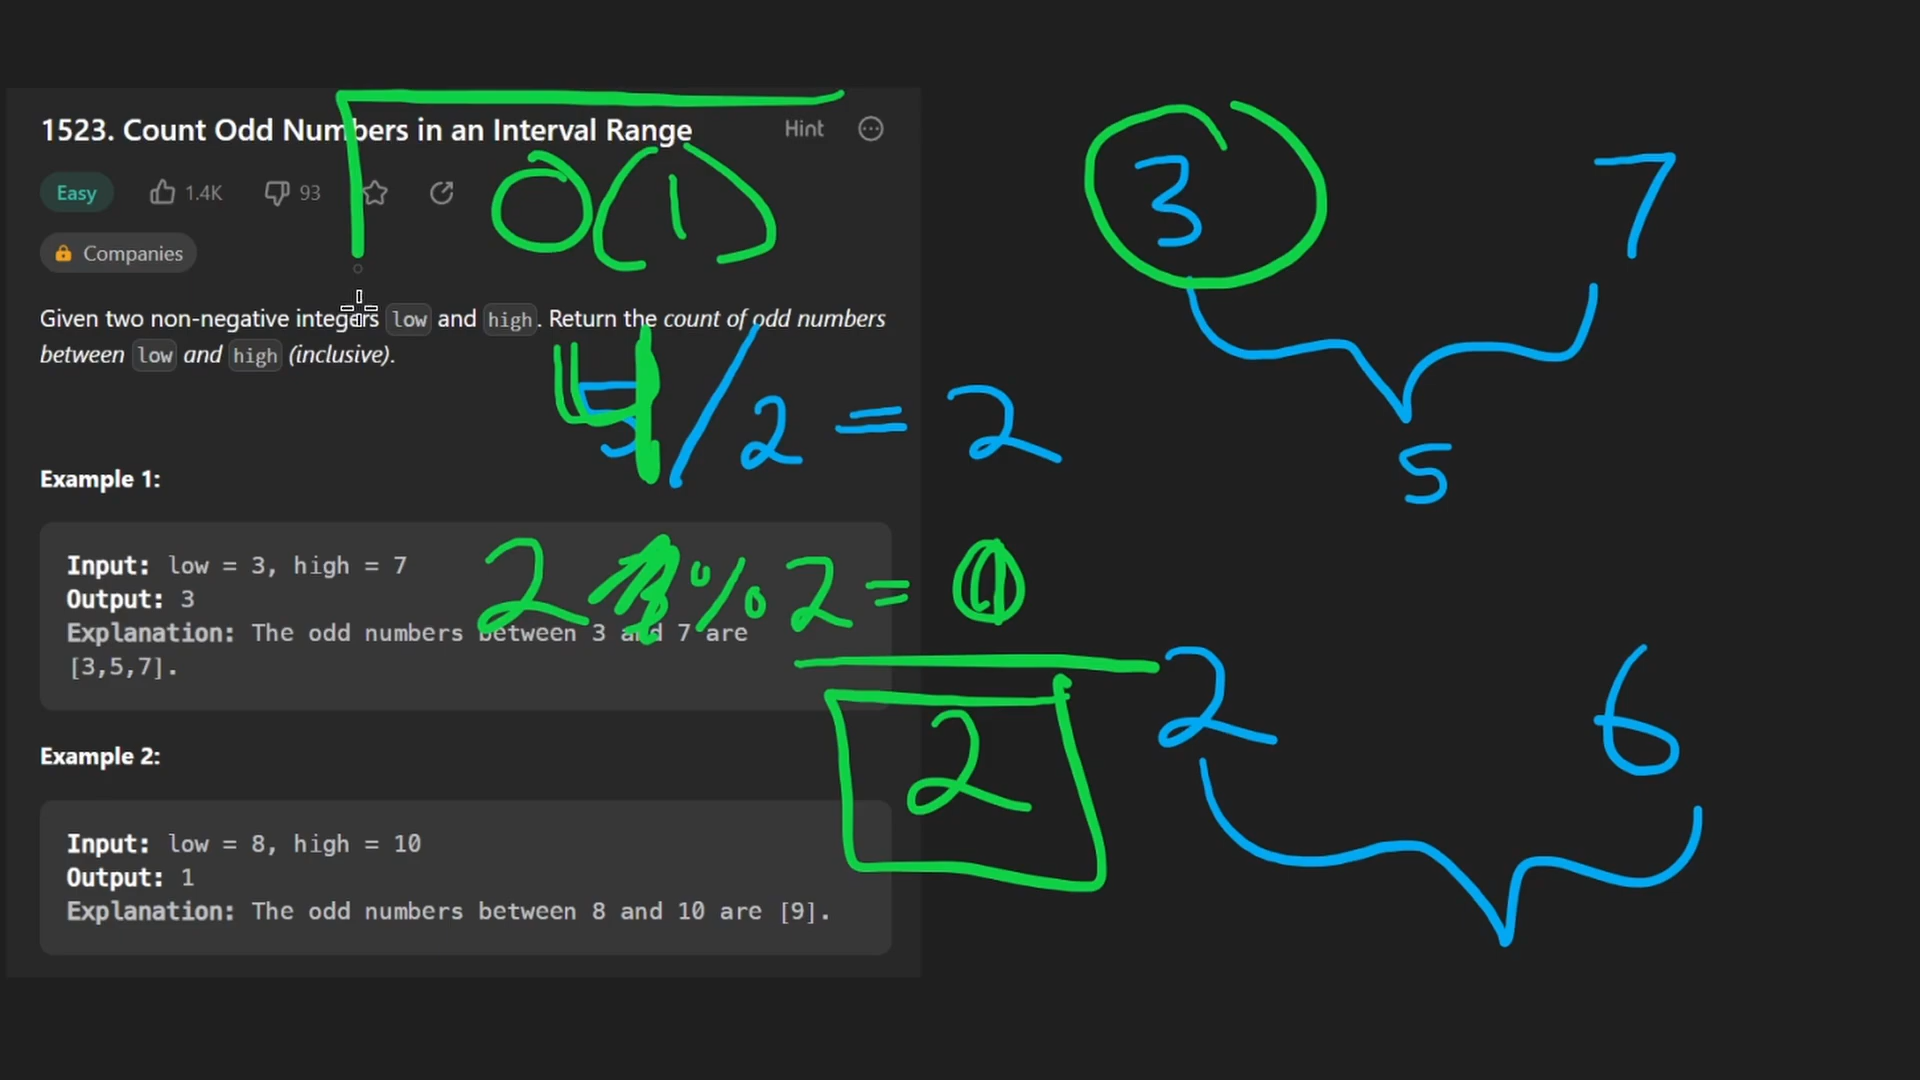 1523. Count Odd Numbers in an Interval Range
Hint
Easy
1.4K
93
O(1)
Companies
Given two non-negative integers low and high. Return the count of odd numbers
between low and high (inclusive).
4/2 = 2
Example 1:
Input: low = 3, high = 7
Output: 3
Explanation: The odd numbers between 3 and 7 are
[3,5,7].
2 % 2 =
2
Example 2:
Input: low = 8, high = 10
Output: 1
Explanation: The odd numbers between 8 and 10 are [9].
3 7
5
2 6